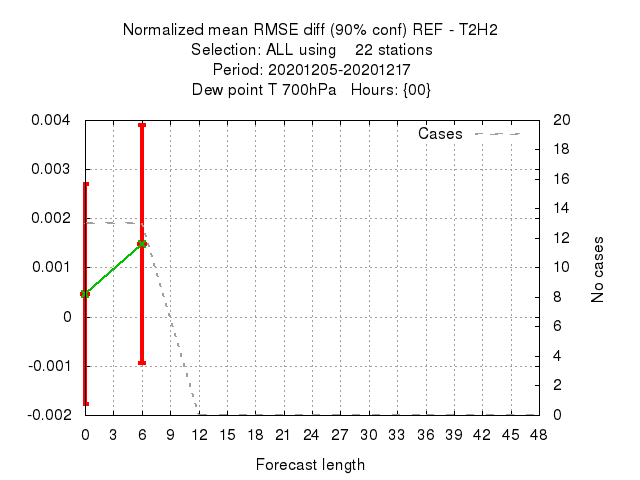 Normalized mean RMSE diff (90% conf) REF - T2H2
Selection: ALL using    22 stations
Period: 20201205-20201217
Dew point T 700hPa   Hours: {00}
Cases
0.004
0.003
0.002
0.001
0
-0.001
-0.002
20
18
16
14
12
10
8
6
4
2
0
No cases
0 3 6 9 12 15 18 21 24 27 30 33 36 39 42 45 48
Forecast length